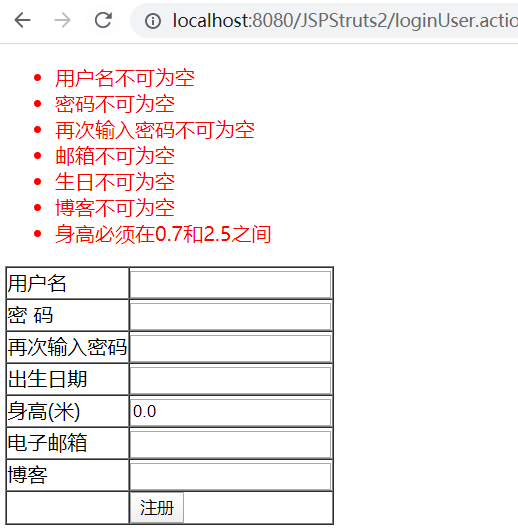 localhost:8080/JSPStruts2/loginUser.actio
用户名不可为空
密码不可为空
再次输入密码不可为空
邮箱不可为空
生日不可为空
博客不可为空
身高必须在0.7和2.5之间
用户名
密 码
再次输入密码
出生日期
身高(米) 0.0
电子邮箱
博客
注册